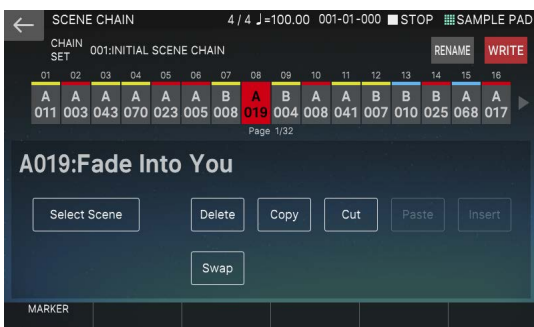 SCENE CHAIN 4 / 4 ♩=100.00 001-01-000 STOP SAMPLE PAD
CHAIN SET 001:INITIAL SCENE CHAIN RENAME WRITE
01 02 03 04 05 06 07 08 09 10 11 12 13 14 15 16
A A A A A A B A B A A B B B A A
011 003 043 070 023 005 008 019 004 008 041 007 010 025 068 017
Page 1/32
A019:Fade Into You
Select Scene Delete Copy Cut Paste Insert
Swap
MARKER